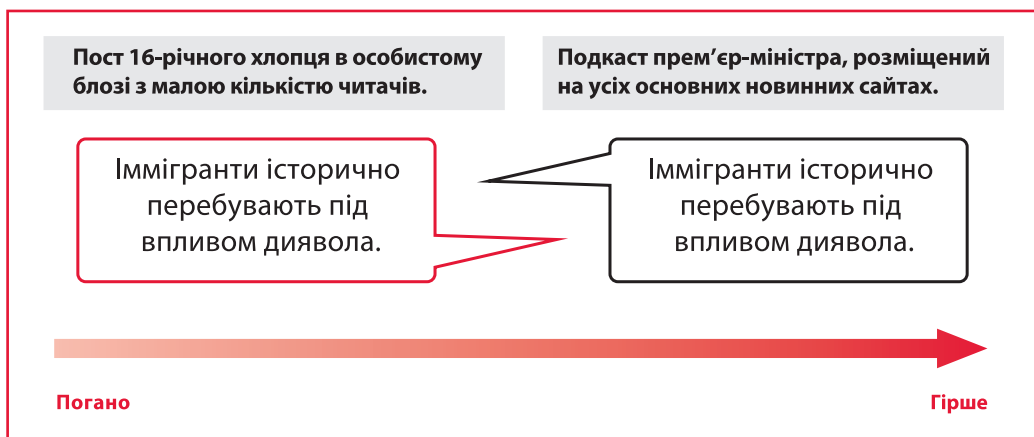 Пост 16-річного хлопця в особистому
блозі з малою кількістю читачів.
Подкаст прем’єр-міністра, розміщений
на усіх основних новинних сайтах.
Іммігранти історично
перебувають під
впливом диявола.
Іммігранти історично
перебувають під
впливом диявола.
Погано
Гірше